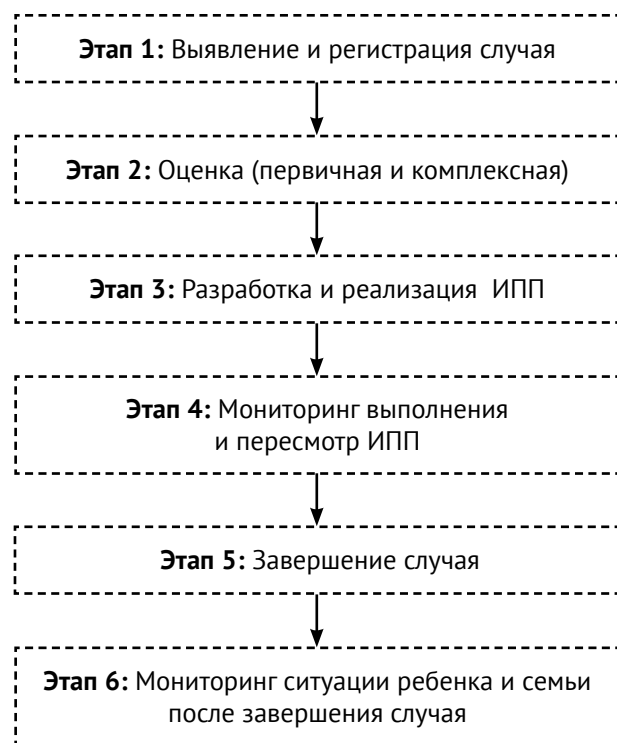 Этап 1: Выявление и регистрация случая
Этап 2: Оценка (первичная и комплексная)
Этап 3: Разработка и реализация ИПП
Этап 4: Мониторинг выполнения
и пересмотр ИПП
Этап 5: Завершение случая
Этап 6: Мониторинг ситуации ребенка и семьи
после завершения случая